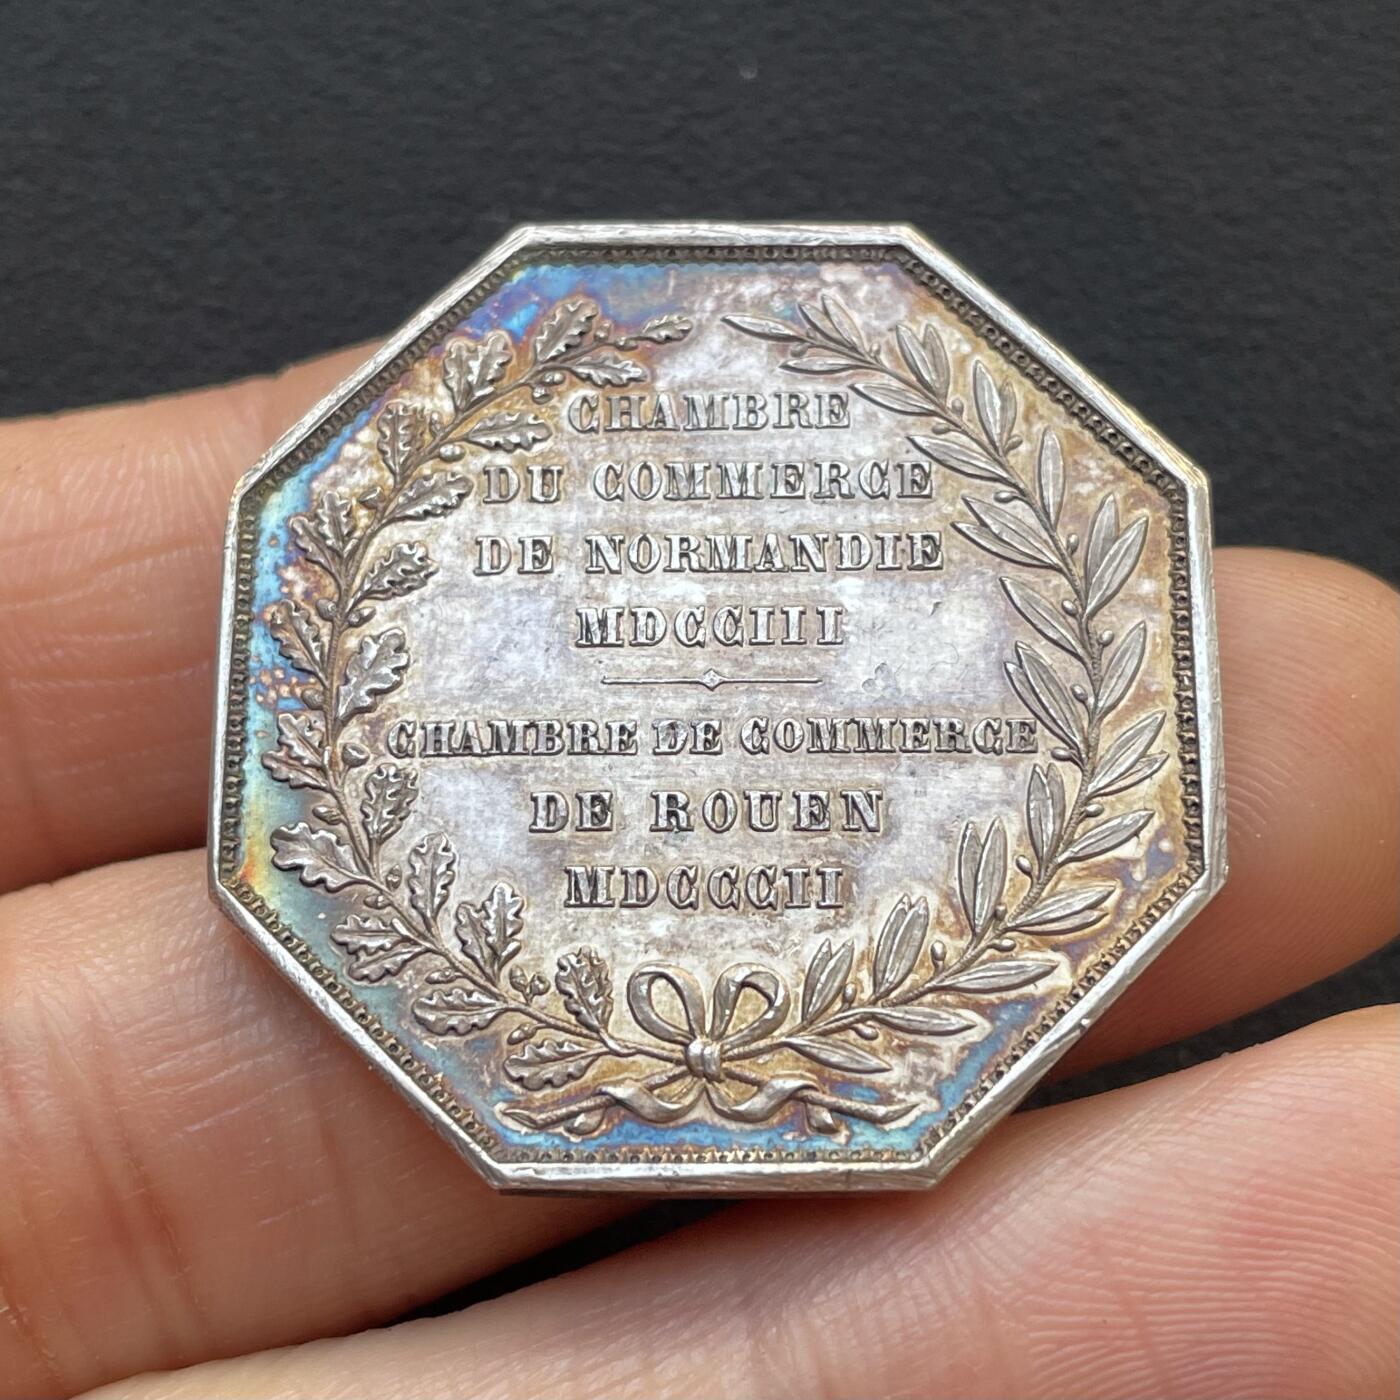 CHAMBRE
DU COMMERCE
DE NORMANDIE
MDCCIII
CHAMBRE DE COMMERCE
DE ROUEN
MDCCCII